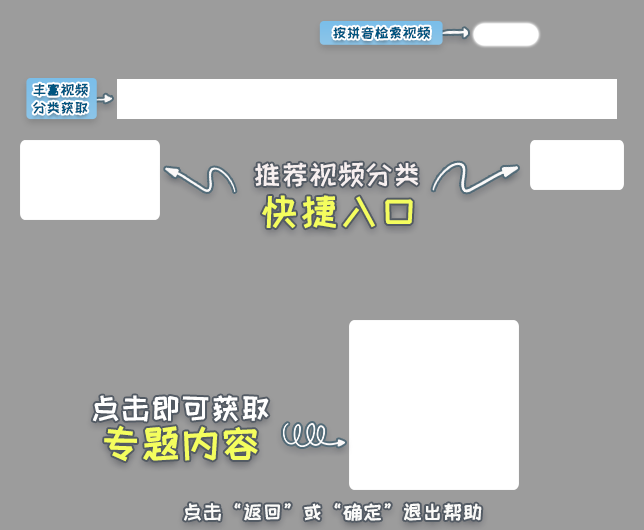 按拼音检索视频
丰富视频
分类获取
推荐视频分类
快捷入口
点击即可获取
专题内容
点击“返回”或“确定”退出帮助